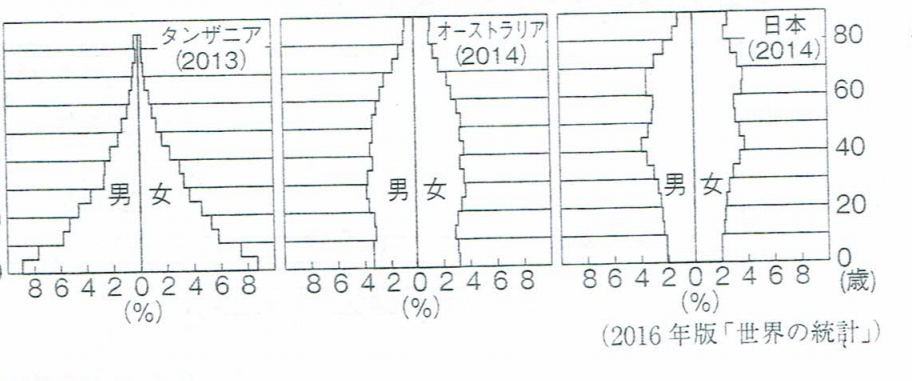 タンザニア
(2013)
男 女
8 6 4 2 0 2 4 6 8
(%)
オーストラリア
(2014)
男 女
8 6 4 2 0 2 4 6 8
(%)
日本
(2014)
男 女
8 6 4 2 0 2 4 6 8
(%)
80
60
40
20
0
(歳)
(2016年版「世界の統計」)